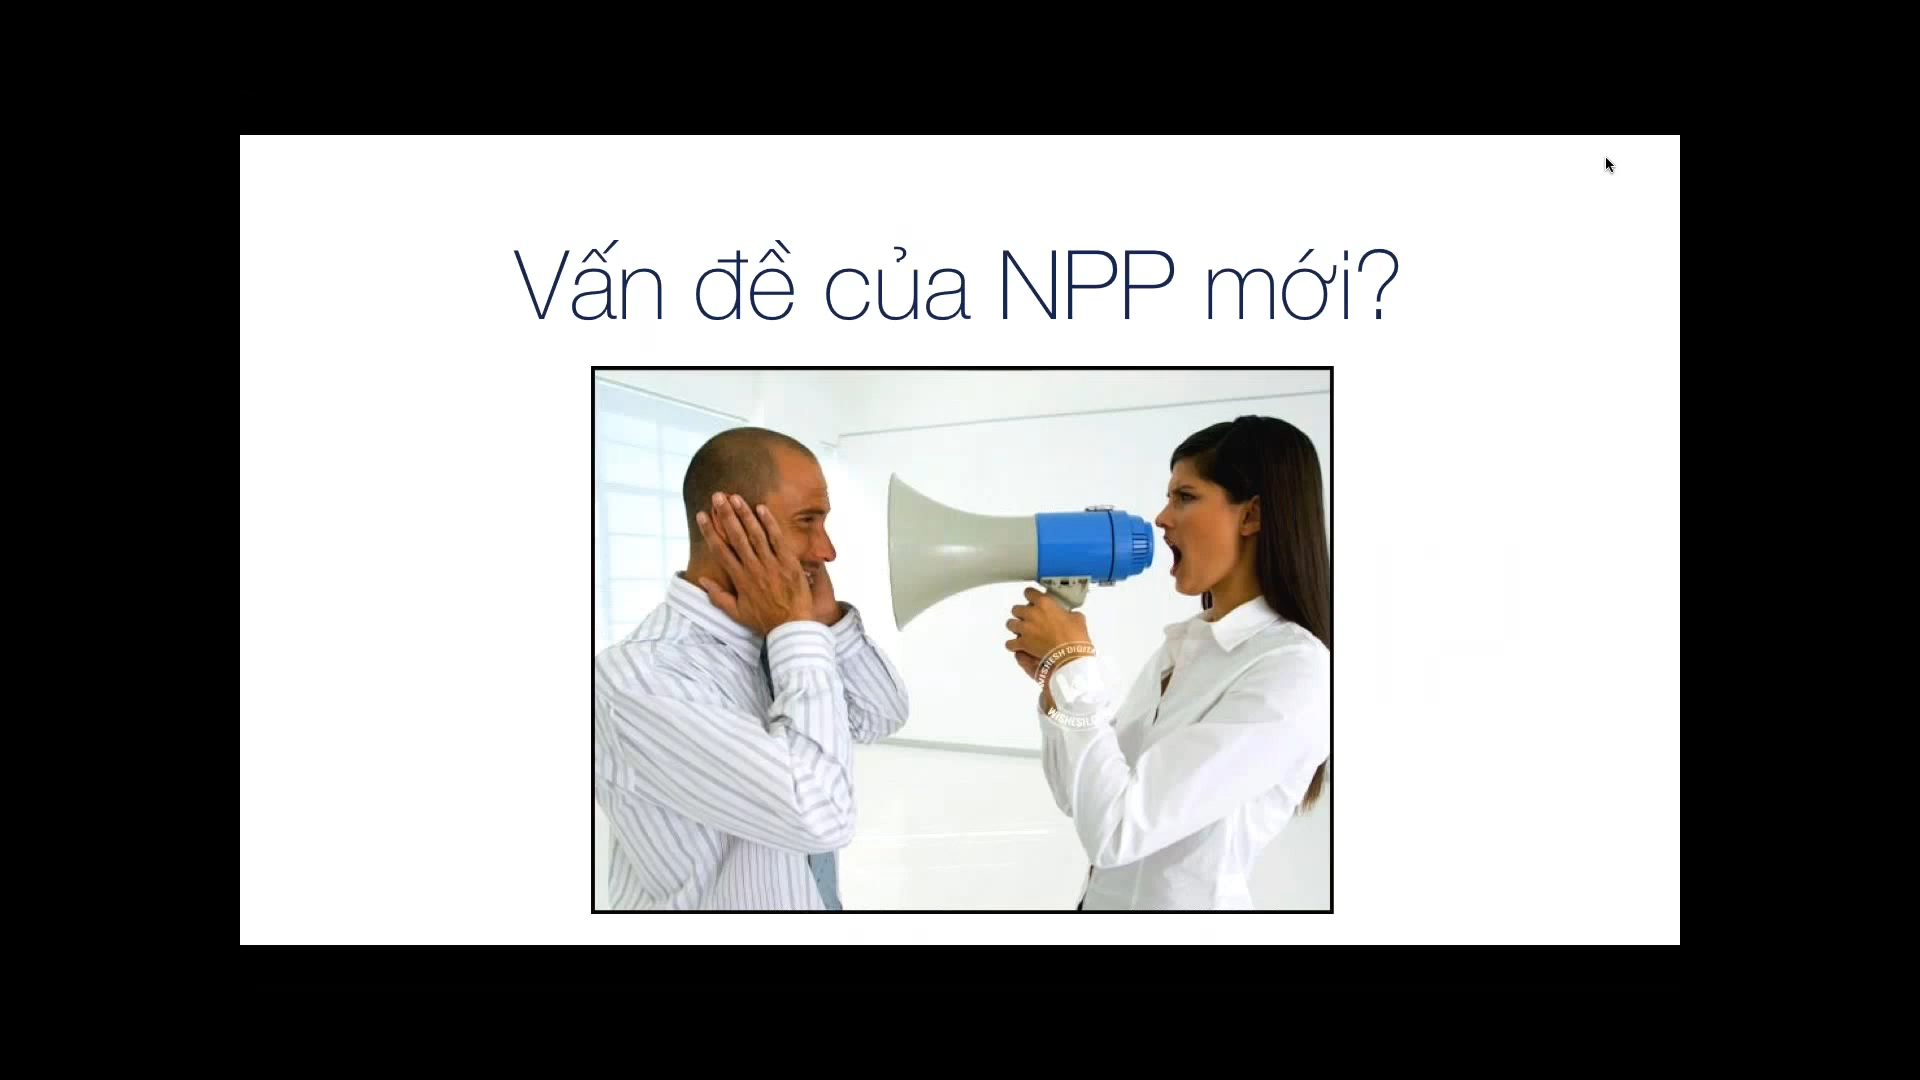 Vấn đề của NPP mới?